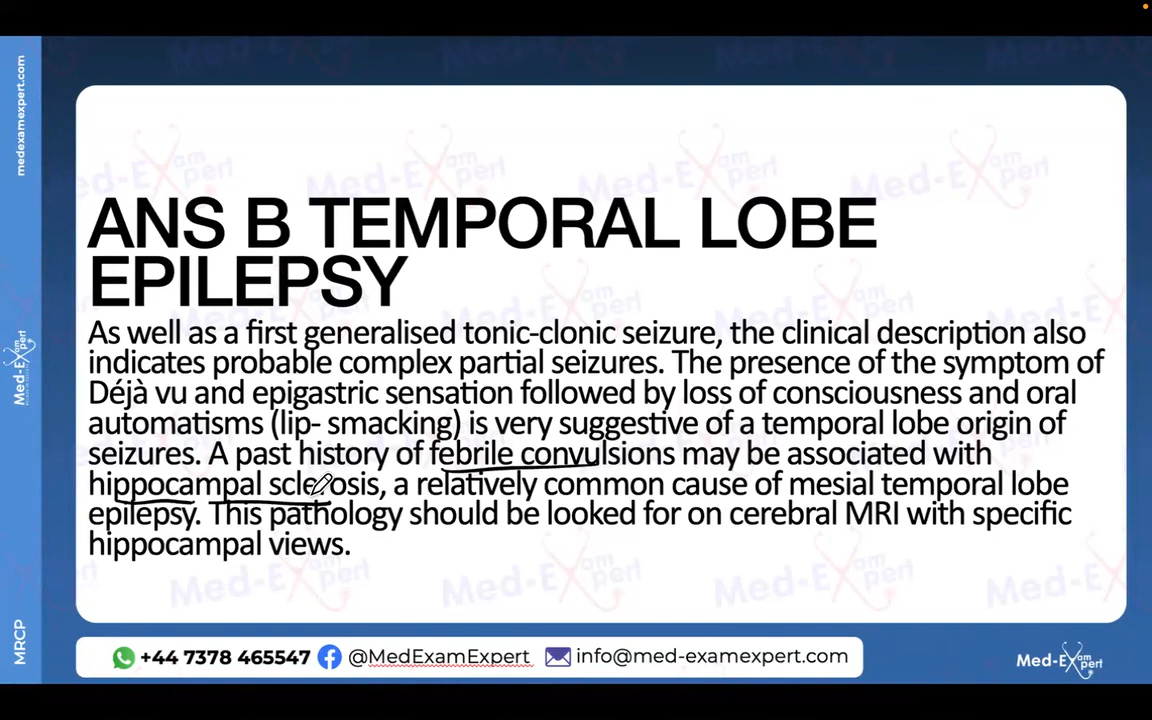 medexamexpert.com
Med-Exam
pert
MRCP
ANS B TEMPORAL LOBE
EPILEPSY
As well as a first generalised tonic-clonic seizure, the clinical description also
indicates probable complex partial seizures. The presence of the symptom of
Déjà vu and epigastric sensation followed by loss of consciousness and oral
automatisms (lip- smacking) is very suggestive of a temporal lobe origin of
seizures. A past history of febrile convulsions may be associated with
hippocampal sclerosis, a relatively common cause of mesial temporal lobe
epilepsy. This pathology should be looked for on cerebral MRI with specific
hippocampal views.
+44 7378 465547 @MedExamExpert info@med-examexpert.com
Med-Exam
pert